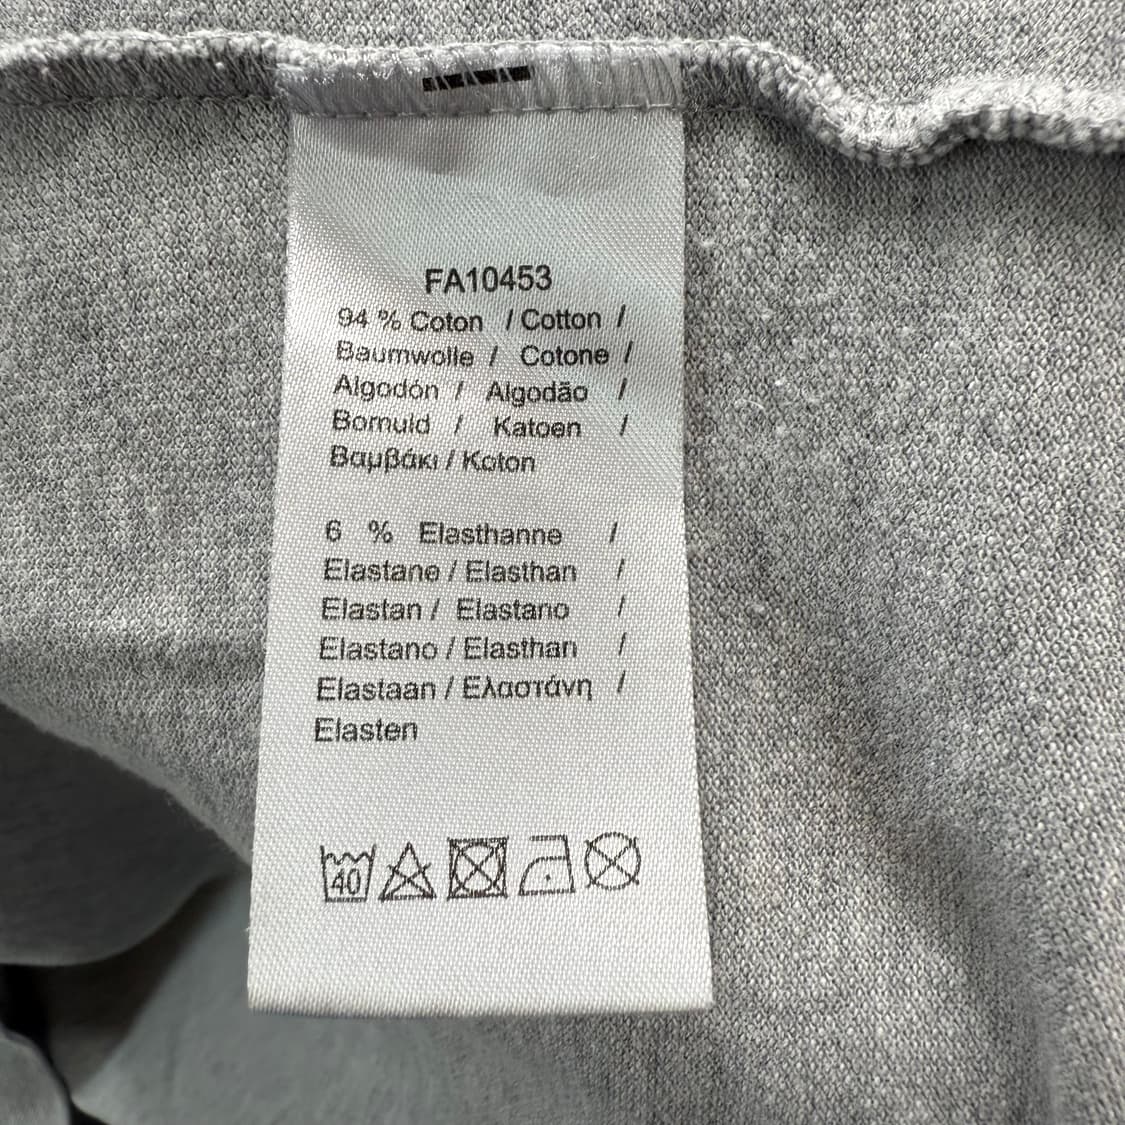 FA10453
94 % Coton / Cotton /
Baumwolle / Cotone /
Algodón / Algodão /
Bomuld / Katoen /
Βαμβάκι / Koton
6 % Elasthanne /
Elastane / Elasthan /
Elastan / Elastano /
Elastano / Elasthan /
Elastaan / Ελαστάνη /
Elasten
40